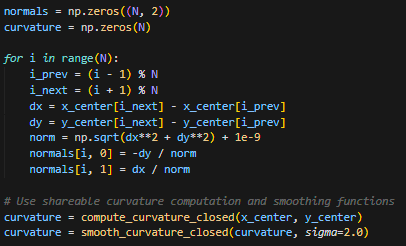 normals = np.zeros((N, 2))
curvature = np.zeros(N)

for i in range(N):
    i_prev = (i - 1) % N
    i_next = (i + 1) % N
    dx = x_center[i_next] - x_center[i_prev]
    dy = y_center[i_next] - y_center[i_prev]
    norm = np.sqrt(dx**2 + dy**2) + 1e-9
    normals[i, 0] = -dy / norm
    normals[i, 1] = dx / norm

# Use shareable curvature computation and smoothing functions
curvature = compute_curvature_closed(x_center, y_center)
curvature = smooth_curvature_closed(curvature, sigma=2.0)